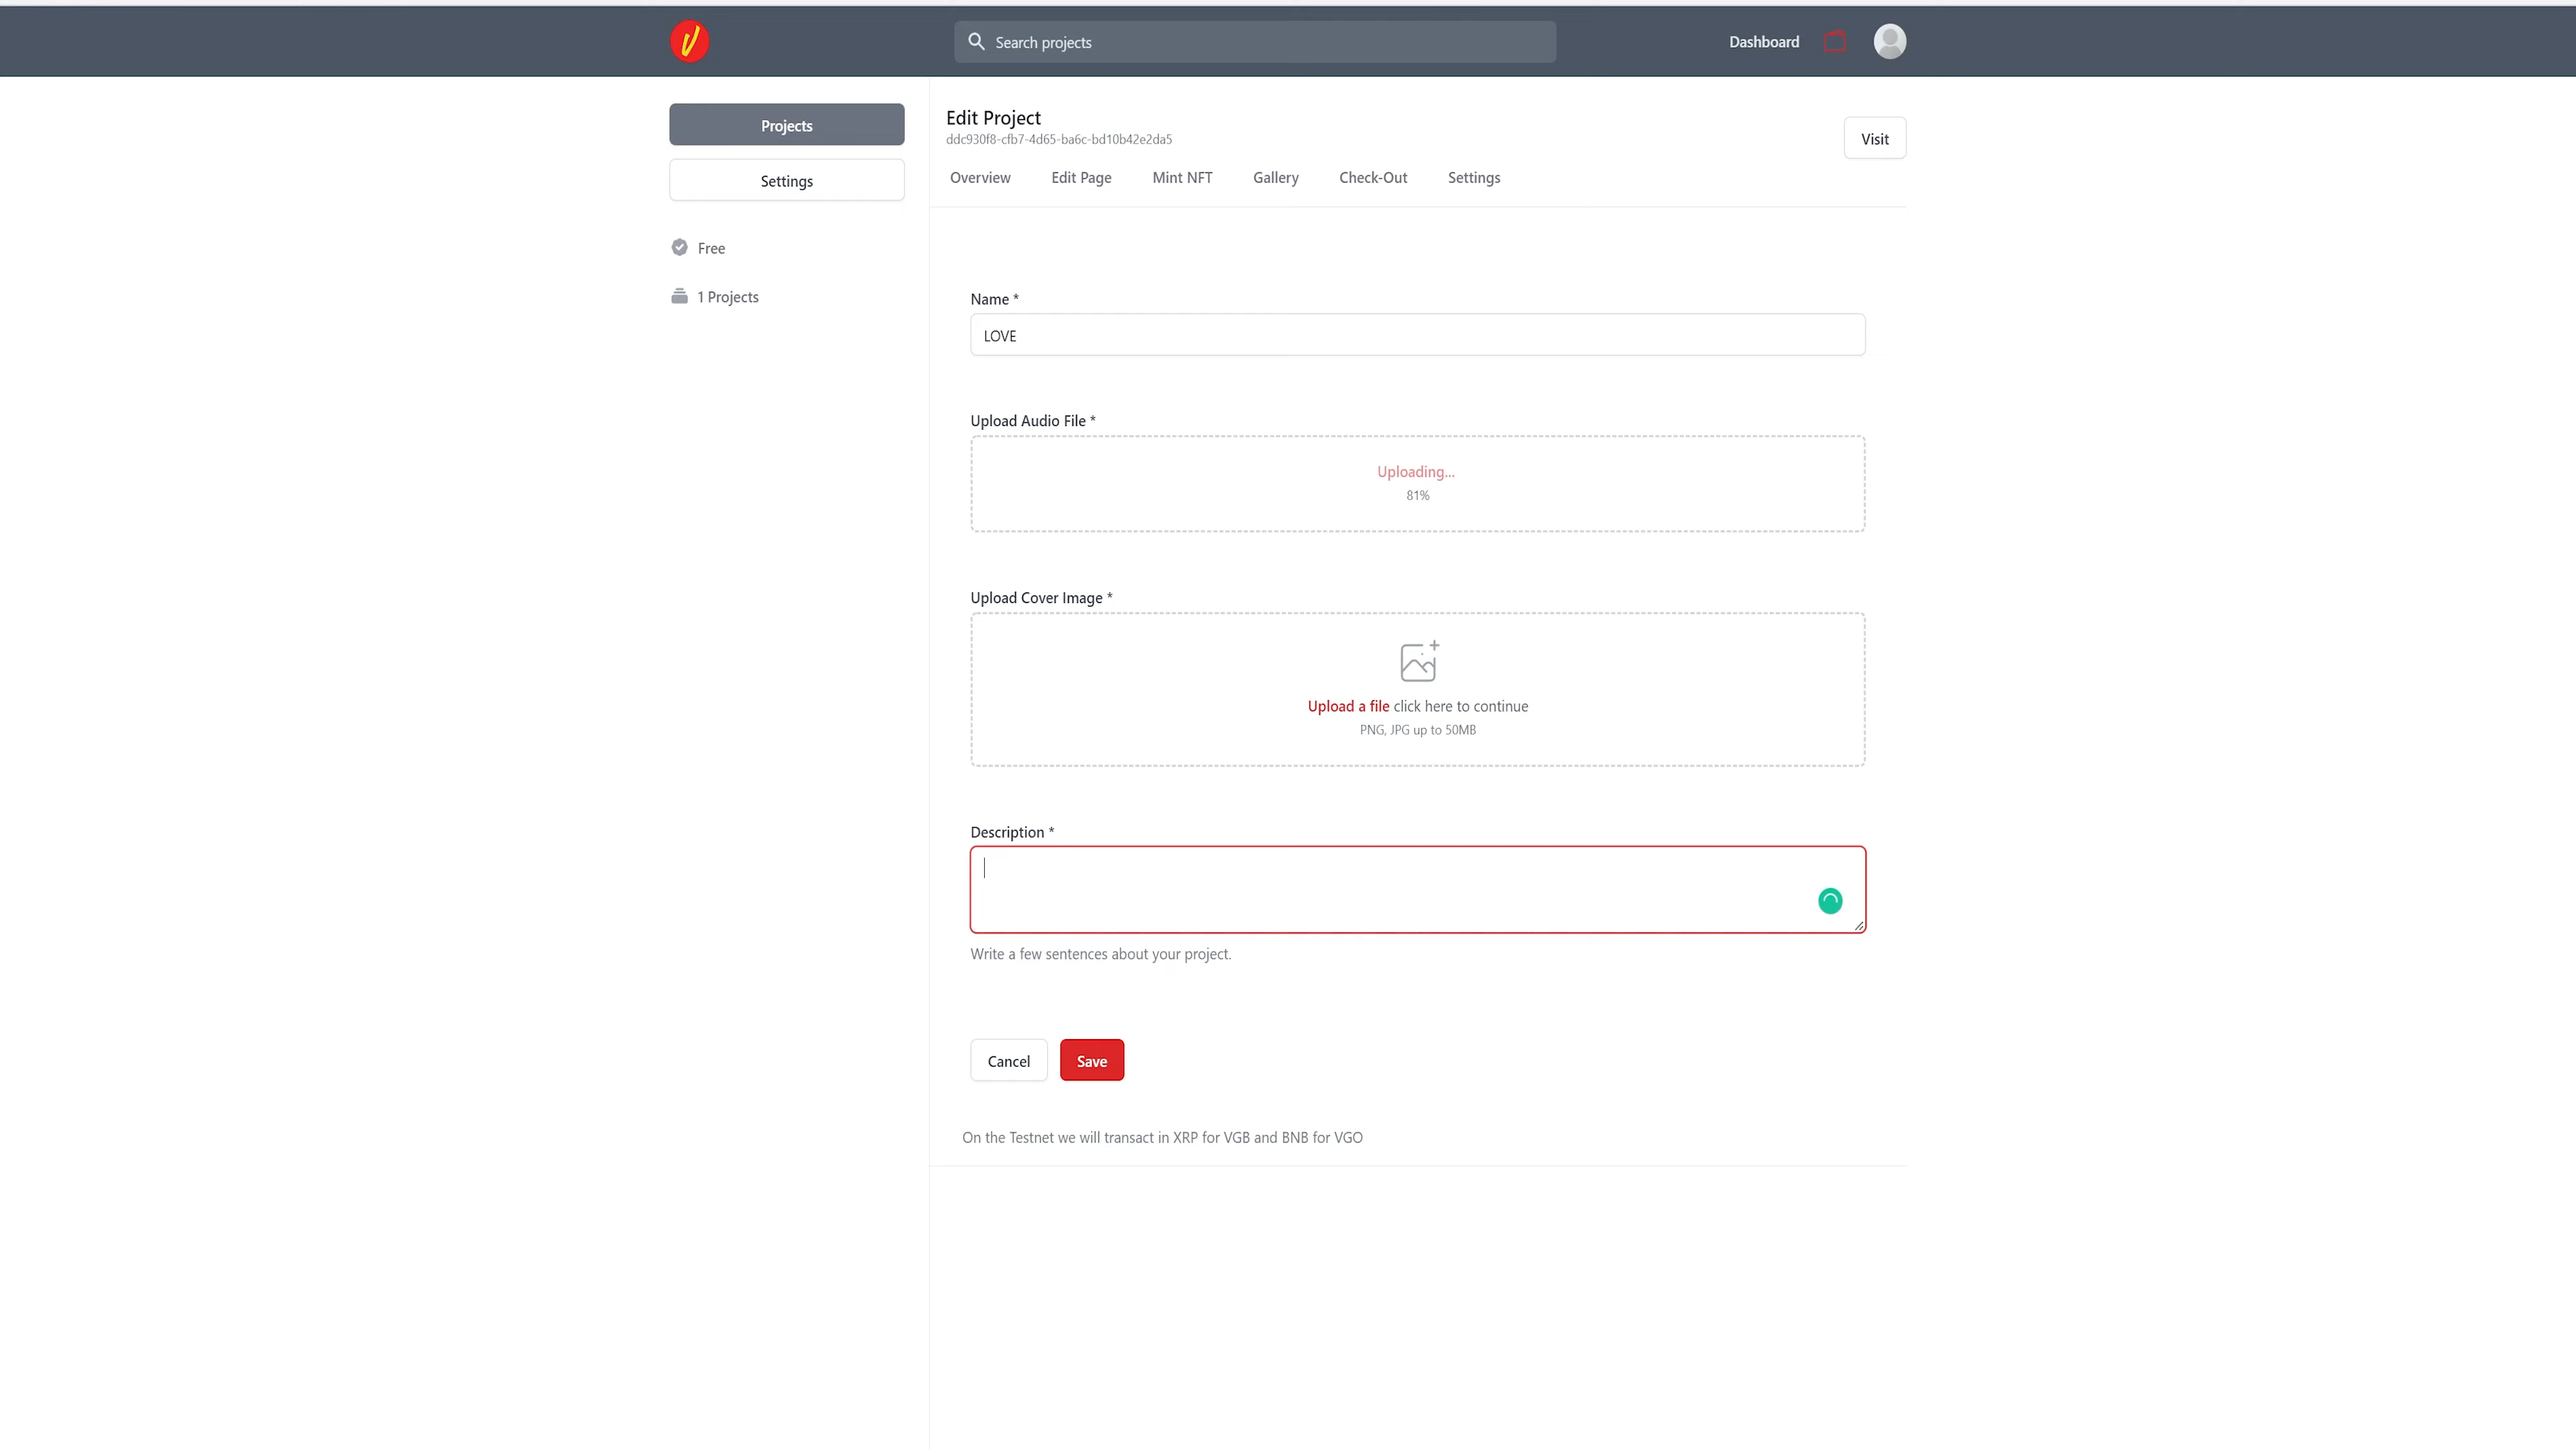 Search projects
Dashboard
Projects
Settings
Free
1 Projects
Edit Project
ddc930f8-cfb7-4d65-ba6c-bd10b42e2da5
Visit
Overview Edit Page Mint NFT Gallery Check-Out Settings
Name *
LOVE
Upload Audio File *
Uploading...
81%
Upload Cover Image *
Upload a file click here to continue
PNG, JPG up to 50MB
Description *
Write a few sentences about your project.
Cancel Save
On the Testnet we will transact in XRP for VGB and BNB for VGO